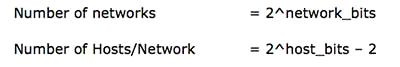 Number of networks = 2^network_bits
Number of Hosts/Network = 2^host_bits – 2